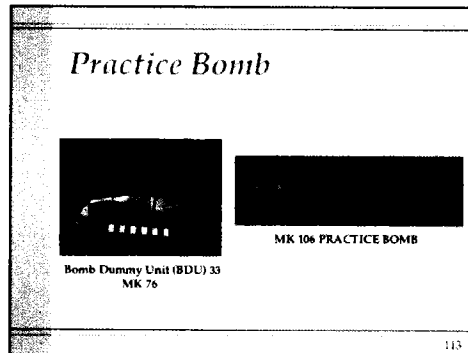 Practice Bomb
Bomb Dummy Unit (BDU) 33
MK 76
MK 106 PRACTICE BOMB
113